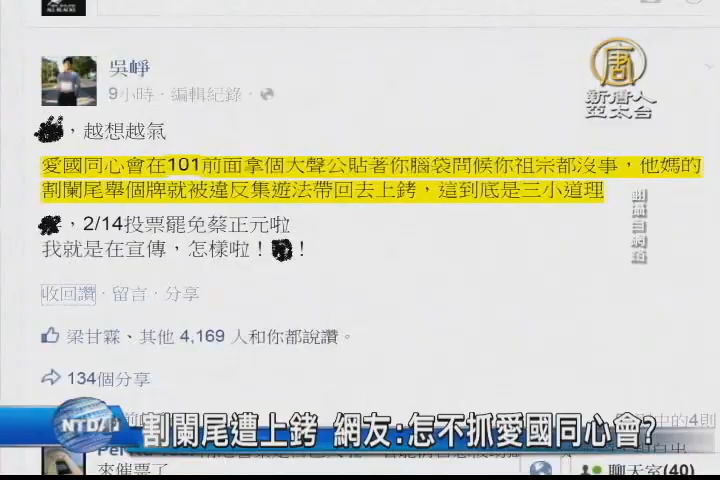 唐
新唐人
亞太台
吳崢
9小時 · 編輯紀錄 ·
，越想越氣
愛國同心會在101前面拿個大聲公貼著你腦袋問候你祖宗都沒事，他媽的
割闌尾舉個牌就被違反集遊法帶回去上銬，這到底是三小道理
，2/14投票罷免蔡正元啦
我就是在宣傳，怎樣啦！！
翻攝自網路
收回讚 · 留言 · 分享
梁甘霖、其他 4,169 人和你都說讚。
134個分享
NTDAP
割闌尾遭上銬 網友:怎不抓愛國同心會?
來催票了
聊天室(40)